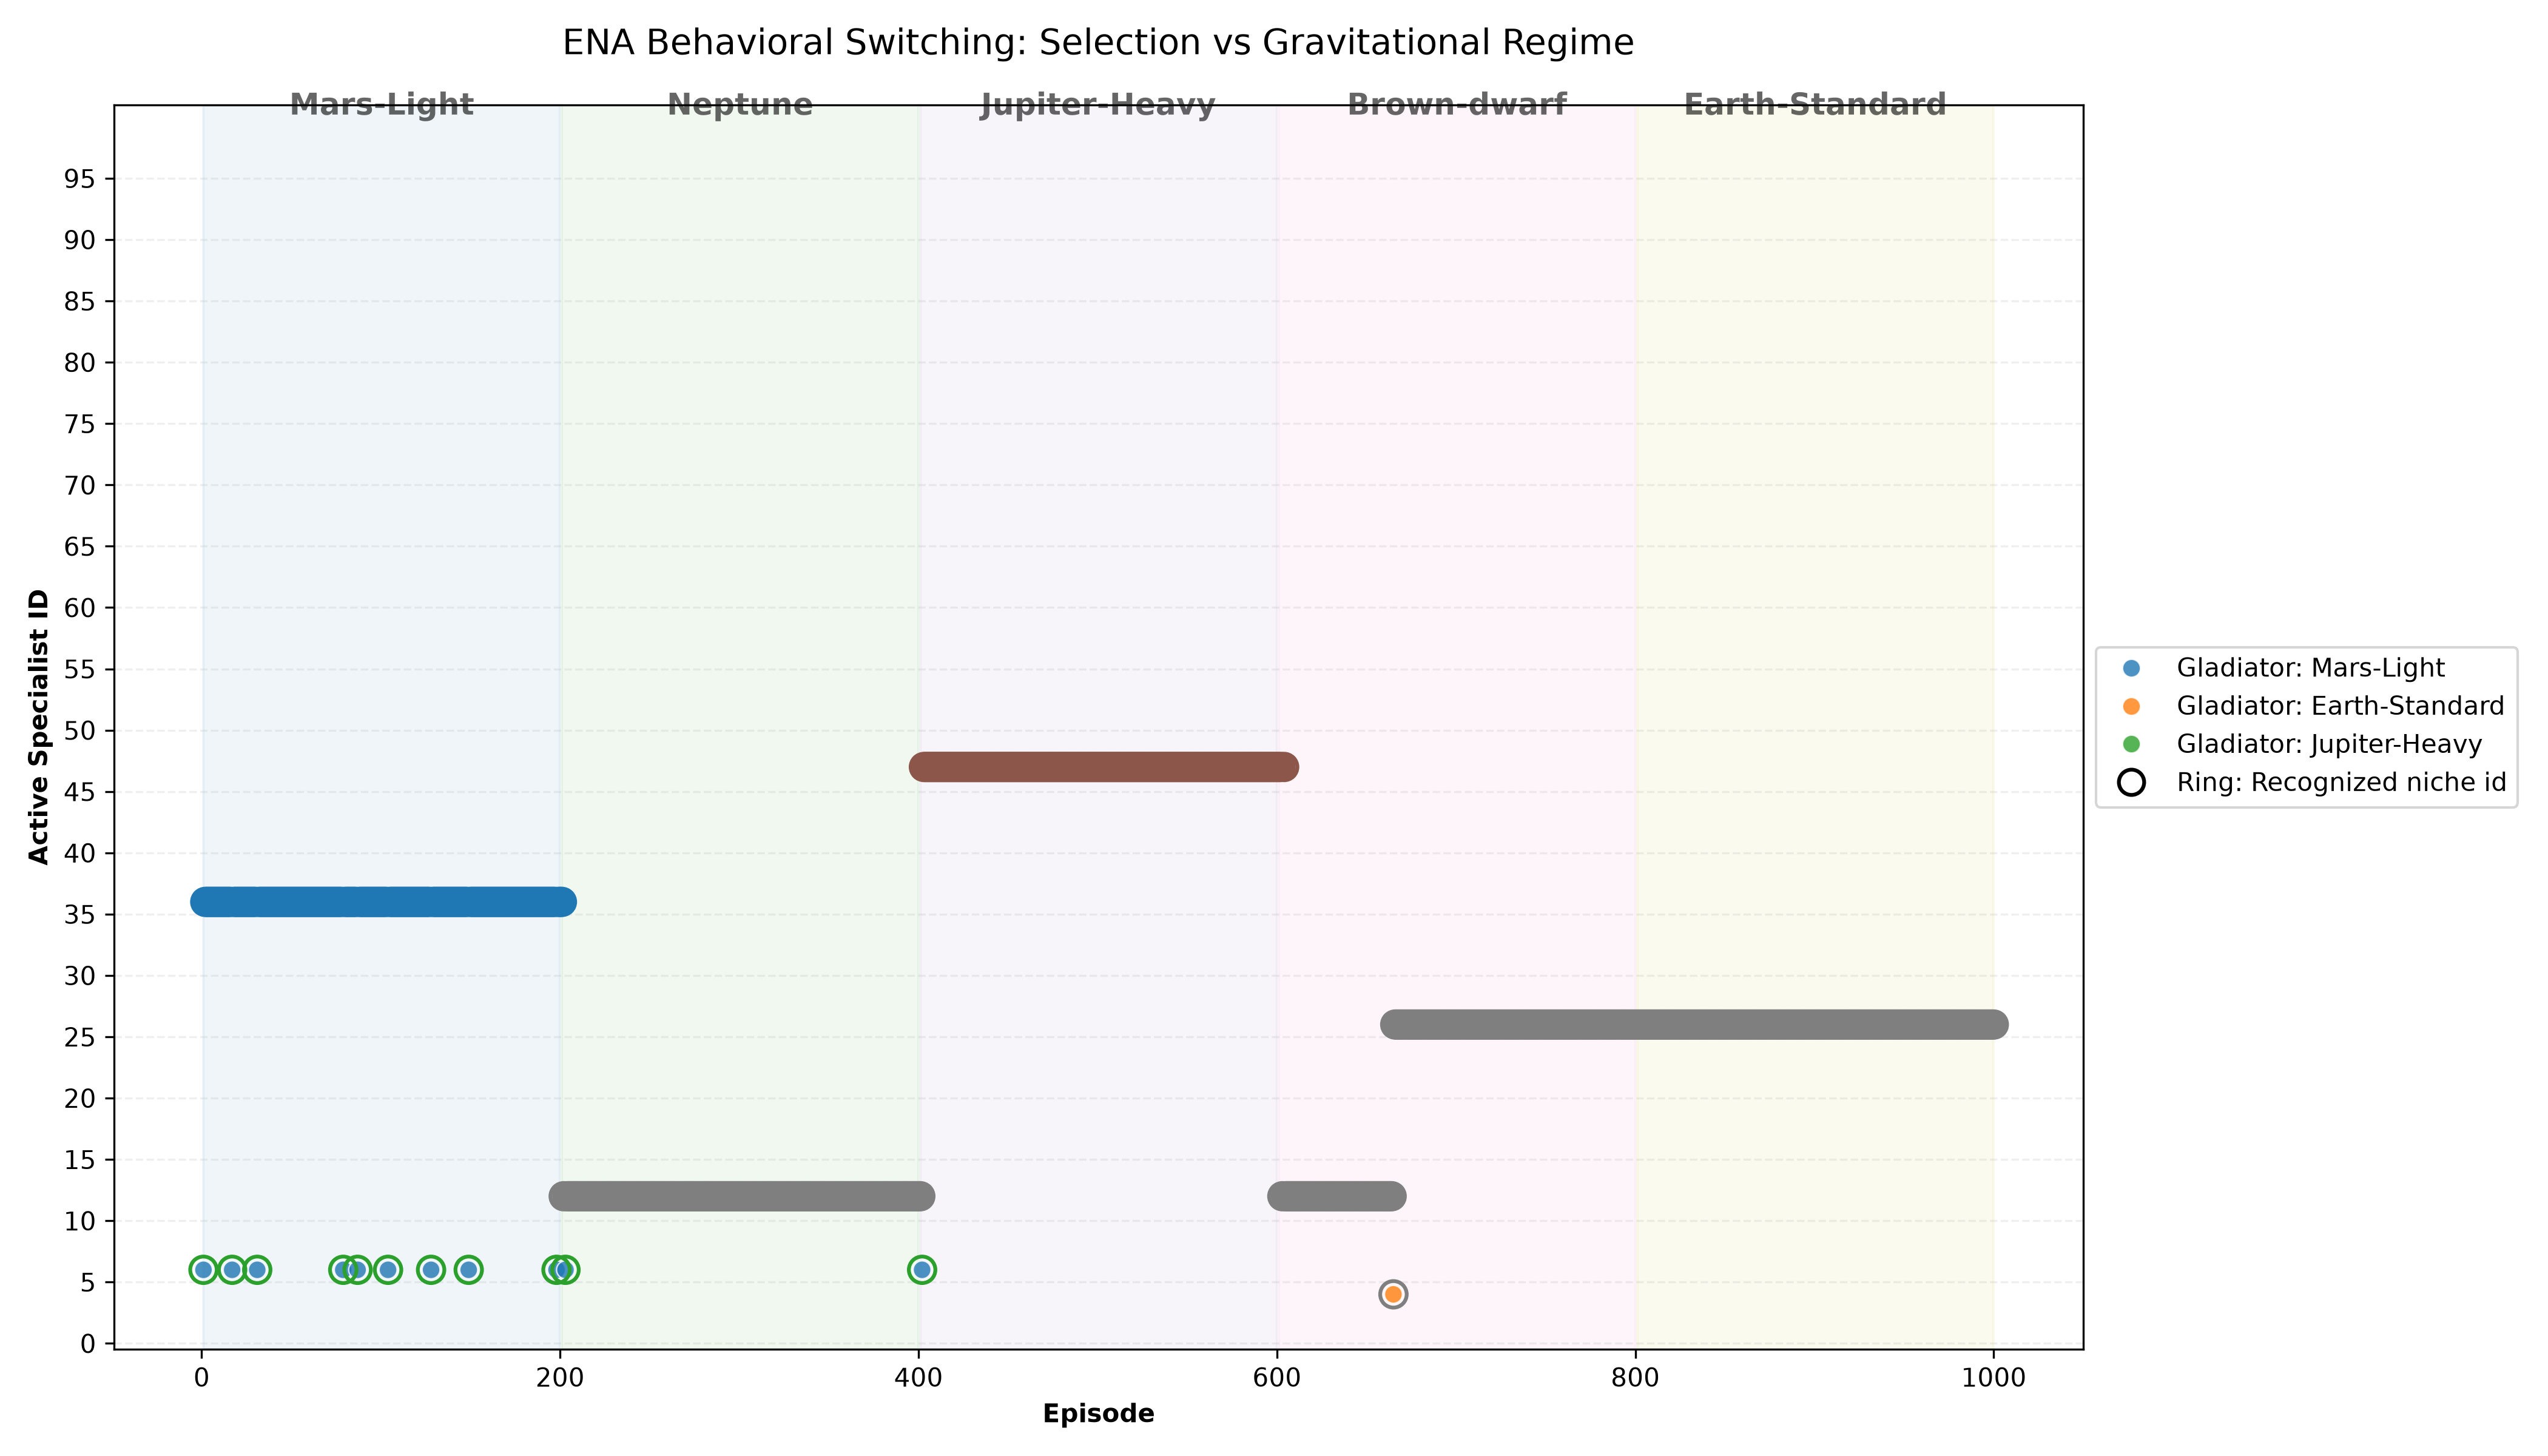 ENA Behavioral Switching: Selection vs Gravitational Regime
Mars-Light
Neptune
Jupiter-Heavy
Brown-dwarf
Earth-Standard
Active Specialist ID
95
90
85
80
75
70
65
60
55
50
45
40
35
30
25
20
15
10
5
0
0
200
400
600
800
1000
Episode
Gladiator: Mars-Light
Gladiator: Earth-Standard
Gladiator: Jupiter-Heavy
Ring: Recognized niche id